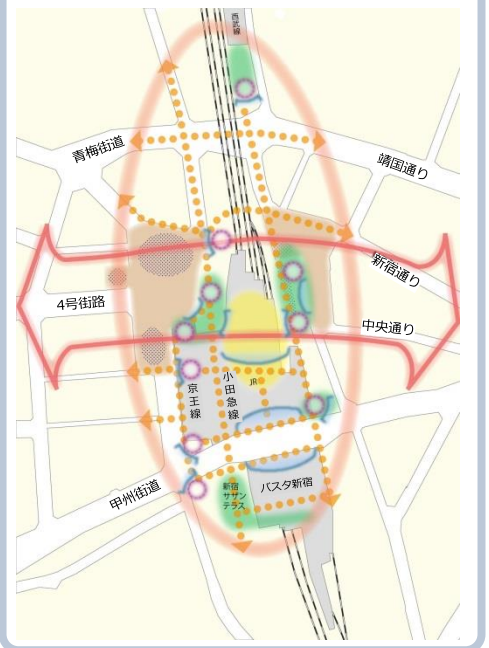 西武線
青梅街道
靖国通り
新宿通り
4号街路
中央通り
京王線
小田急線
JR
甲州街道
新宿
サザン
テラス
バスタ新宿